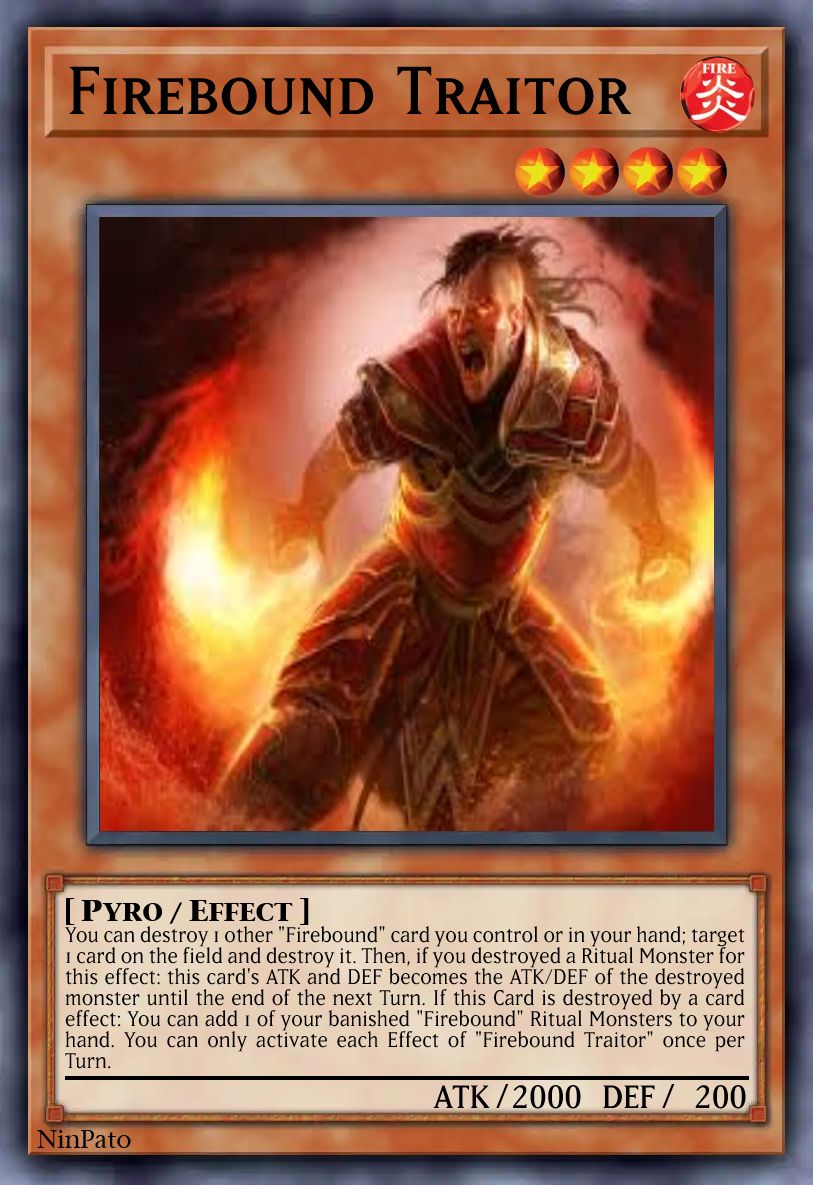 Firebound Traitor
FIRE
炎
[ Pyro / Effect ]
You can destroy 1 other "Firebound" card you control or in your hand; target
1 card on the field and destroy it. Then, if you destroyed a Ritual Monster for
this effect: this card's ATK and DEF becomes the ATK/DEF of the destroyed
monster until the end of the next Turn. If this Card is destroyed by a card
effect: You can add 1 of your banished "Firebound" Ritual Monsters to your
hand. You can only activate each Effect of "Firebound Traitor" once per
Turn.
ATK / 2000 DEF / 200
NinPato